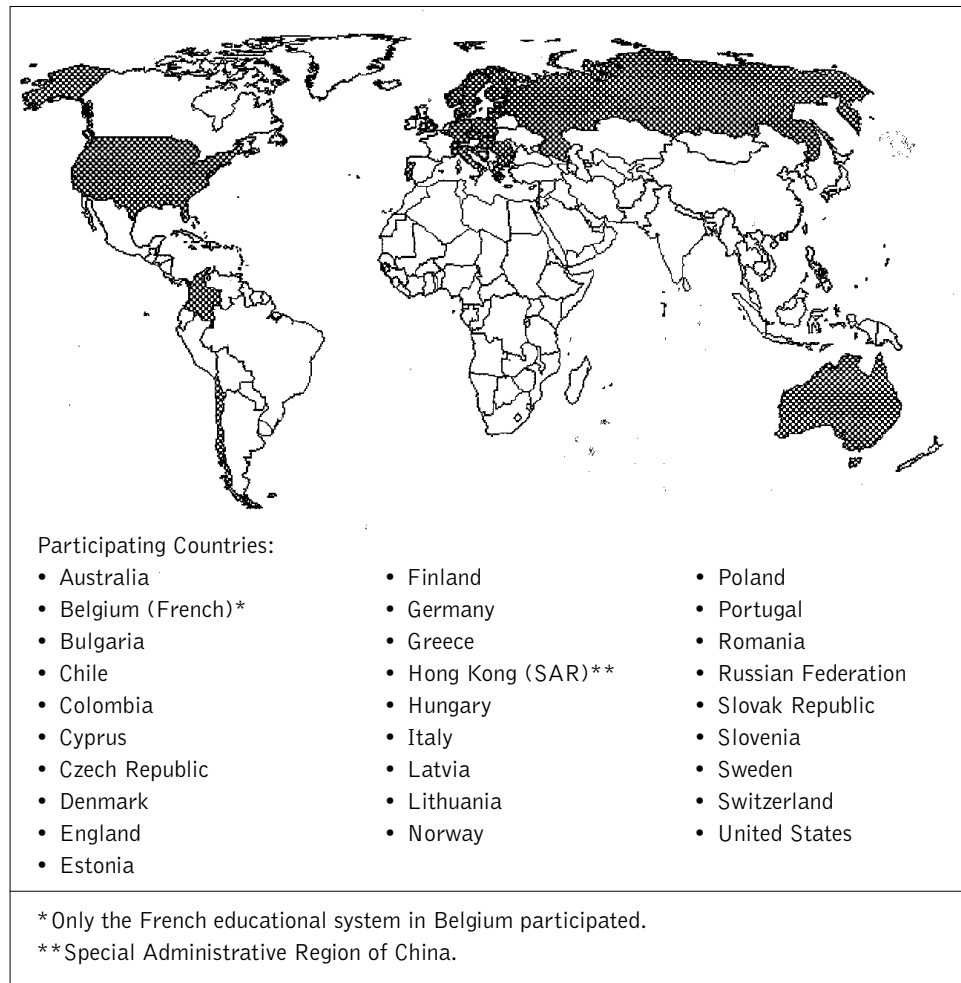 Participating Countries:
• Australia
• Belgium (French)*
• Bulgaria
• Chile
• Colombia
• Cyprus
• Czech Republic
• Denmark
• England
• Estonia
• Finland
• Germany
• Greece
• Hong Kong (SAR)**
• Hungary
• Italy
• Latvia
• Lithuania
• Norway
• Poland
• Portugal
• Romania
• Russian Federation
• Slovak Republic
• Slovenia
• Sweden
• Switzerland
• United States
*Only the French educational system in Belgium participated.
**Special Administrative Region of China.